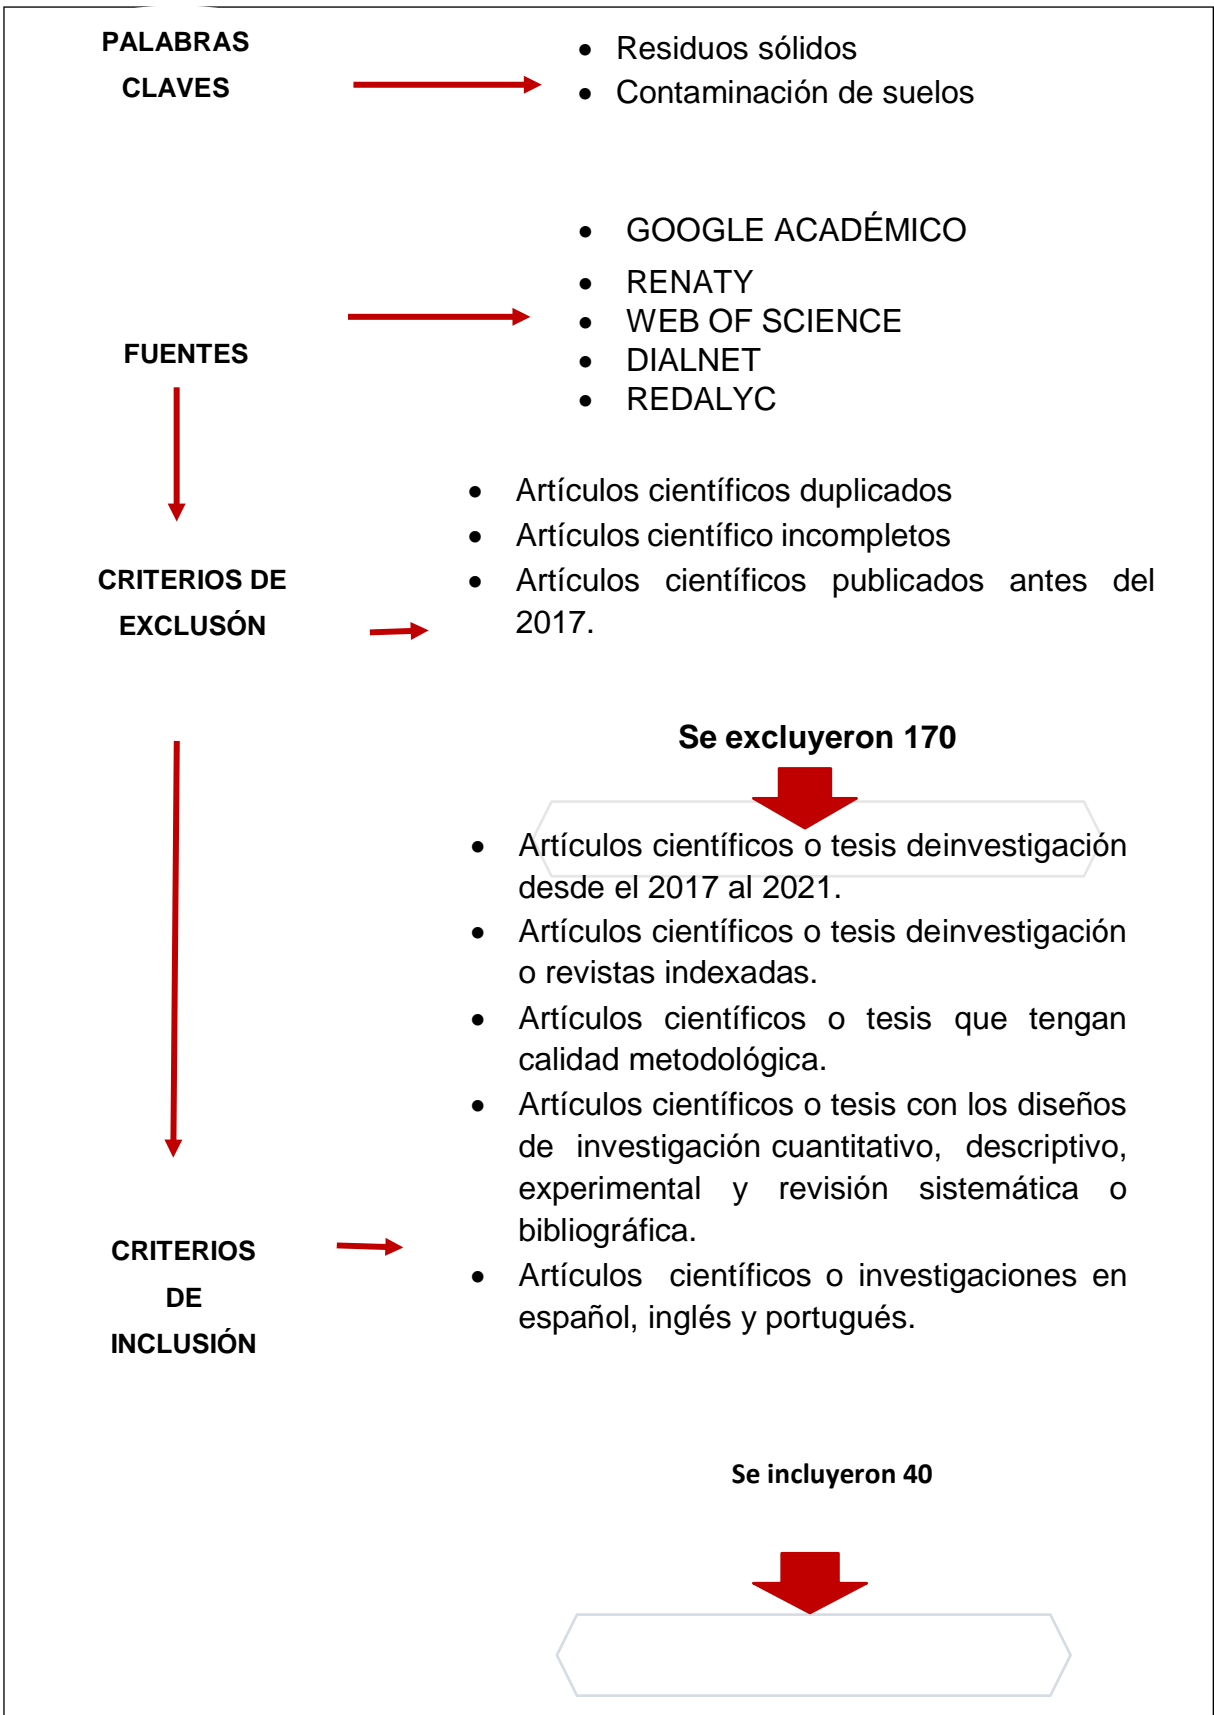 PALABRAS
CLAVES
• Residuos sólidos
• Contaminación de suelos
FUENTES
• GOOGLE ACADÉMICO
• RENATY
• WEB OF SCIENCE
• DIALNET
• REDALYC
CRITERIOS DE
EXCLUSÓN
• Artículos científicos duplicados
• Artículos científico incompletos
• Artículos científicos publicados antes del
2017.
Se excluyeron 170
CRITERIOS
DE
INCLUSIÓN
• Artículos científicos o tesis deinvestigación
desde el 2017 al 2021.
• Artículos científicos o tesis deinvestigación
o revistas indexadas.
• Artículos científicos o tesis que tengan
calidad metodológica.
• Artículos científicos o tesis con los diseños
de investigación cuantitativo, descriptivo,
experimental y revisión sistemática o
bibliográfica.
• Artículos científicos o investigaciones en
español, inglés y portugués.
Se incluyeron 40